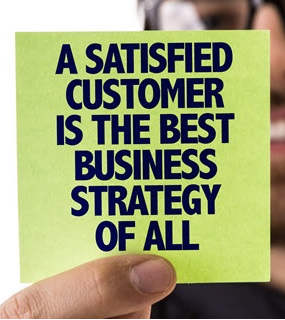 A SATISFIED
CUSTOMER
IS THE BEST
BUSINESS
STRATEGY
OF ALL